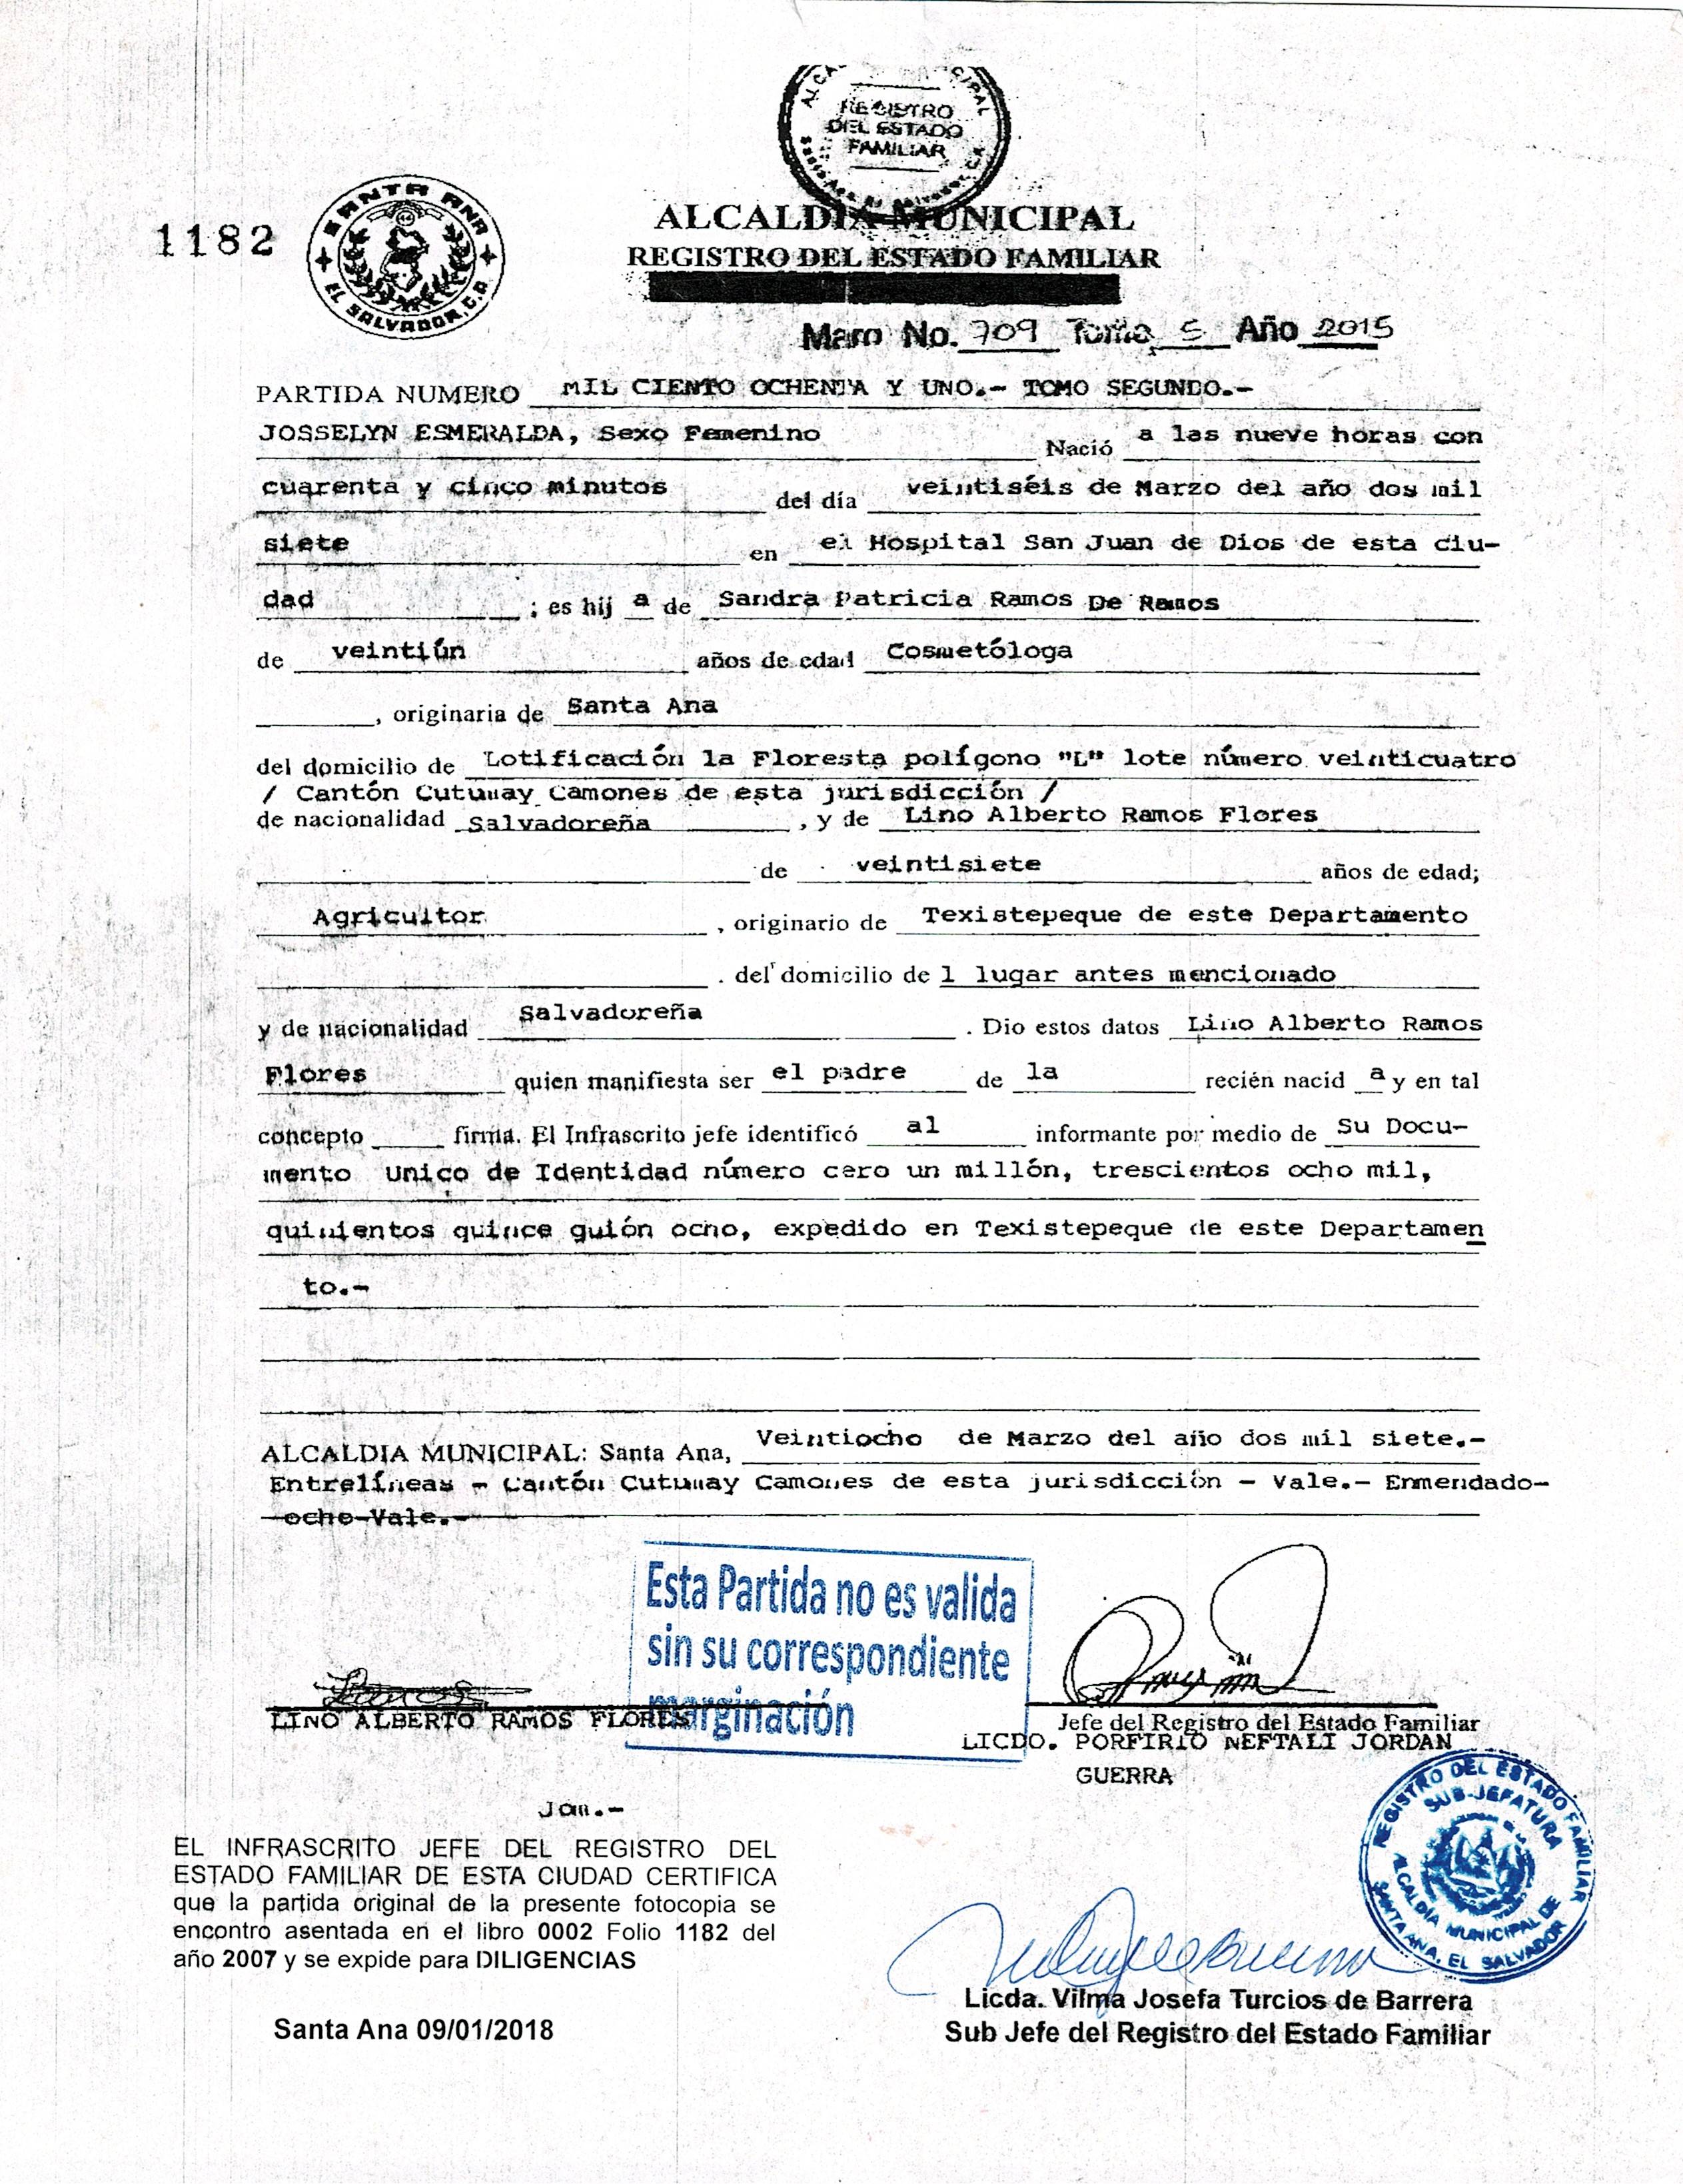 ALCALDIA MUNICIPAL
REGISTRO
DEL ESTADO
FAMILIAR
1182
SANTA ANA
EL SALVADOR, C.A.
ALCALDIA MUNICIPAL
REGISTRO DEL ESTADO FAMILIAR
Marg No. 709 Tomo 5 Año 2015
PARTIDA NUMERO MIL CIENTO OCHENTA Y UNO.- TOMO SEGUNDO.-
JOSSELYN ESMERALDA, Sexo Femenino Nació a las nueve horas con
cuarenta y cinco minutos del día veintiséis de Marzo del año dos mil
siete en el Hospital San Juan de Dios de esta ciu-
dad ; es hij a de Sandra Patricia Ramos De Ramos
de veintiún años de edad Cosmetóloga
, originaria de Santa Ana
del domicilio de Lotificación la Floresta polígono "L" lote número veinticuatro
/ Cantón Cutumay Camones de esta jurisdicción /
de nacionalidad Salvadoreña , y de Lino Alberto Ramos Flores
de veintisiete años de edad;
Agricultor , originario de Texistepeque de este Departamento
. del domicilio de l lugar antes mencionado
y de nacionalidad Salvadoreña . Dio estos datos Lino Alberto Ramos
Flores quien manifiesta ser el padre de la recién nacid a y en tal
concepto firma. El Infrascrito jefe identificó al informante por medio de Su Docu-
mento Unico de Identidad número cero un millón, trescientos ocho mil,
quinientos quince guión ocho, expedido en Texistepeque de este Departamen
to.-
ALCALDIA MUNICIPAL: Santa Ana, Veintiocho de Marzo del año dos mil siete.-
Entrelíneas - Cantón Cutumay Camones de esta jurisdicción - Vale.- Enmendado-
ocho-Vale.-
Esta Partida no es valida
sin su correspondiente
marginación
LINO ALBERTO RAMOS FLORES
Jefe del Registro del Estado Familiar
LICDO. PORFIRIO NEFTALI JORDAN
GUERRA
REGISTRO DEL ESTADO FAMILIAR
SUB-JEFATURA
ALCALDÍA MUNICIPAL DE
SANTA ANA, EL SALVADOR
EL INFRASCRITO JEFE DEL REGISTRO DEL
ESTADO FAMILIAR DE ESTA CIUDAD CERTIFICA
que la partida original de la presente fotocopia se
encontro asentada en el libro 0002 Folio 1182 del
año 2007 y se expide para DILIGENCIAS
Santa Ana 09/01/2018
Licda. Vilma Josefa Turcios de Barrera
Sub Jefe del Registro del Estado Familiar